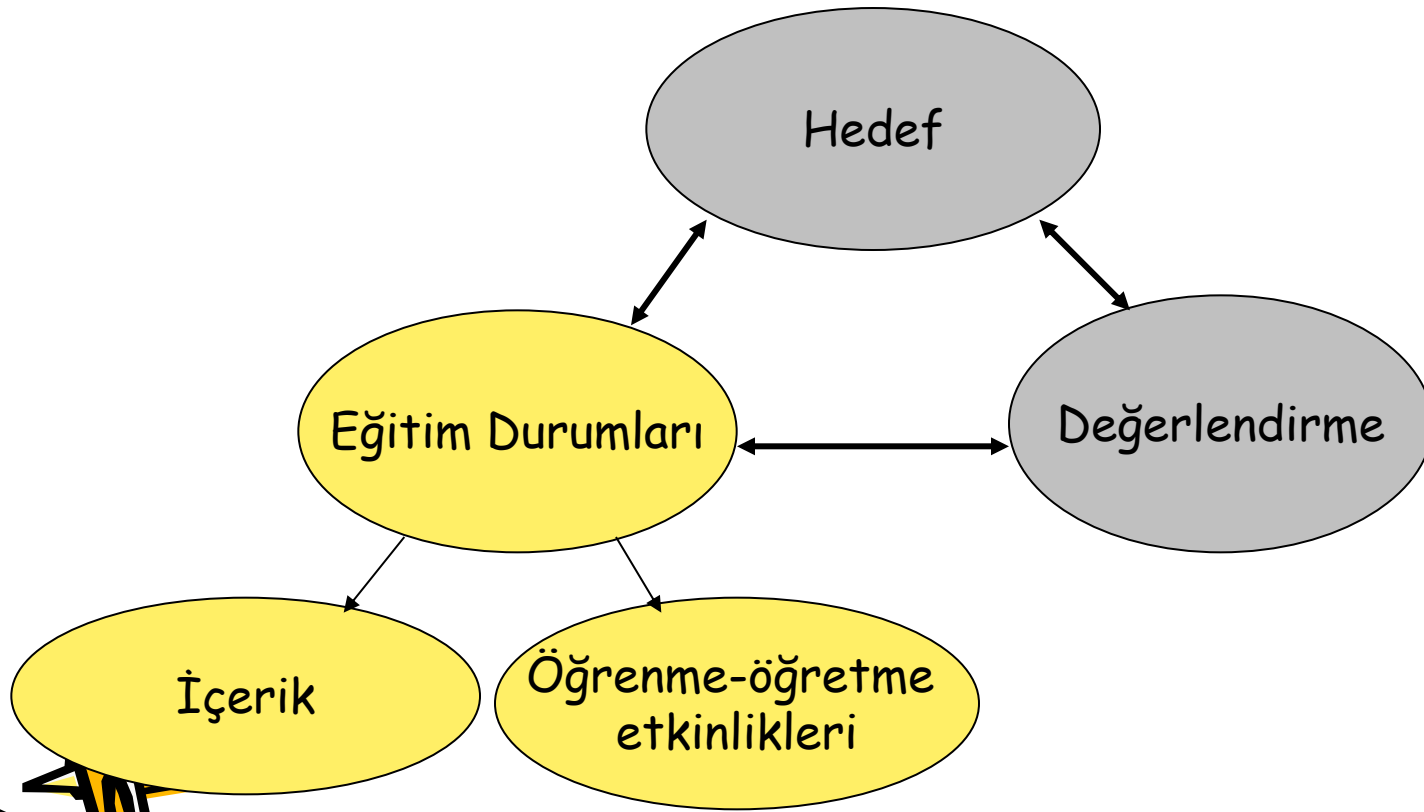 Hedef
Eğitim Durumları
Değerlendirme
İçerik
Öğrenme-öğretme
etkinlikleri